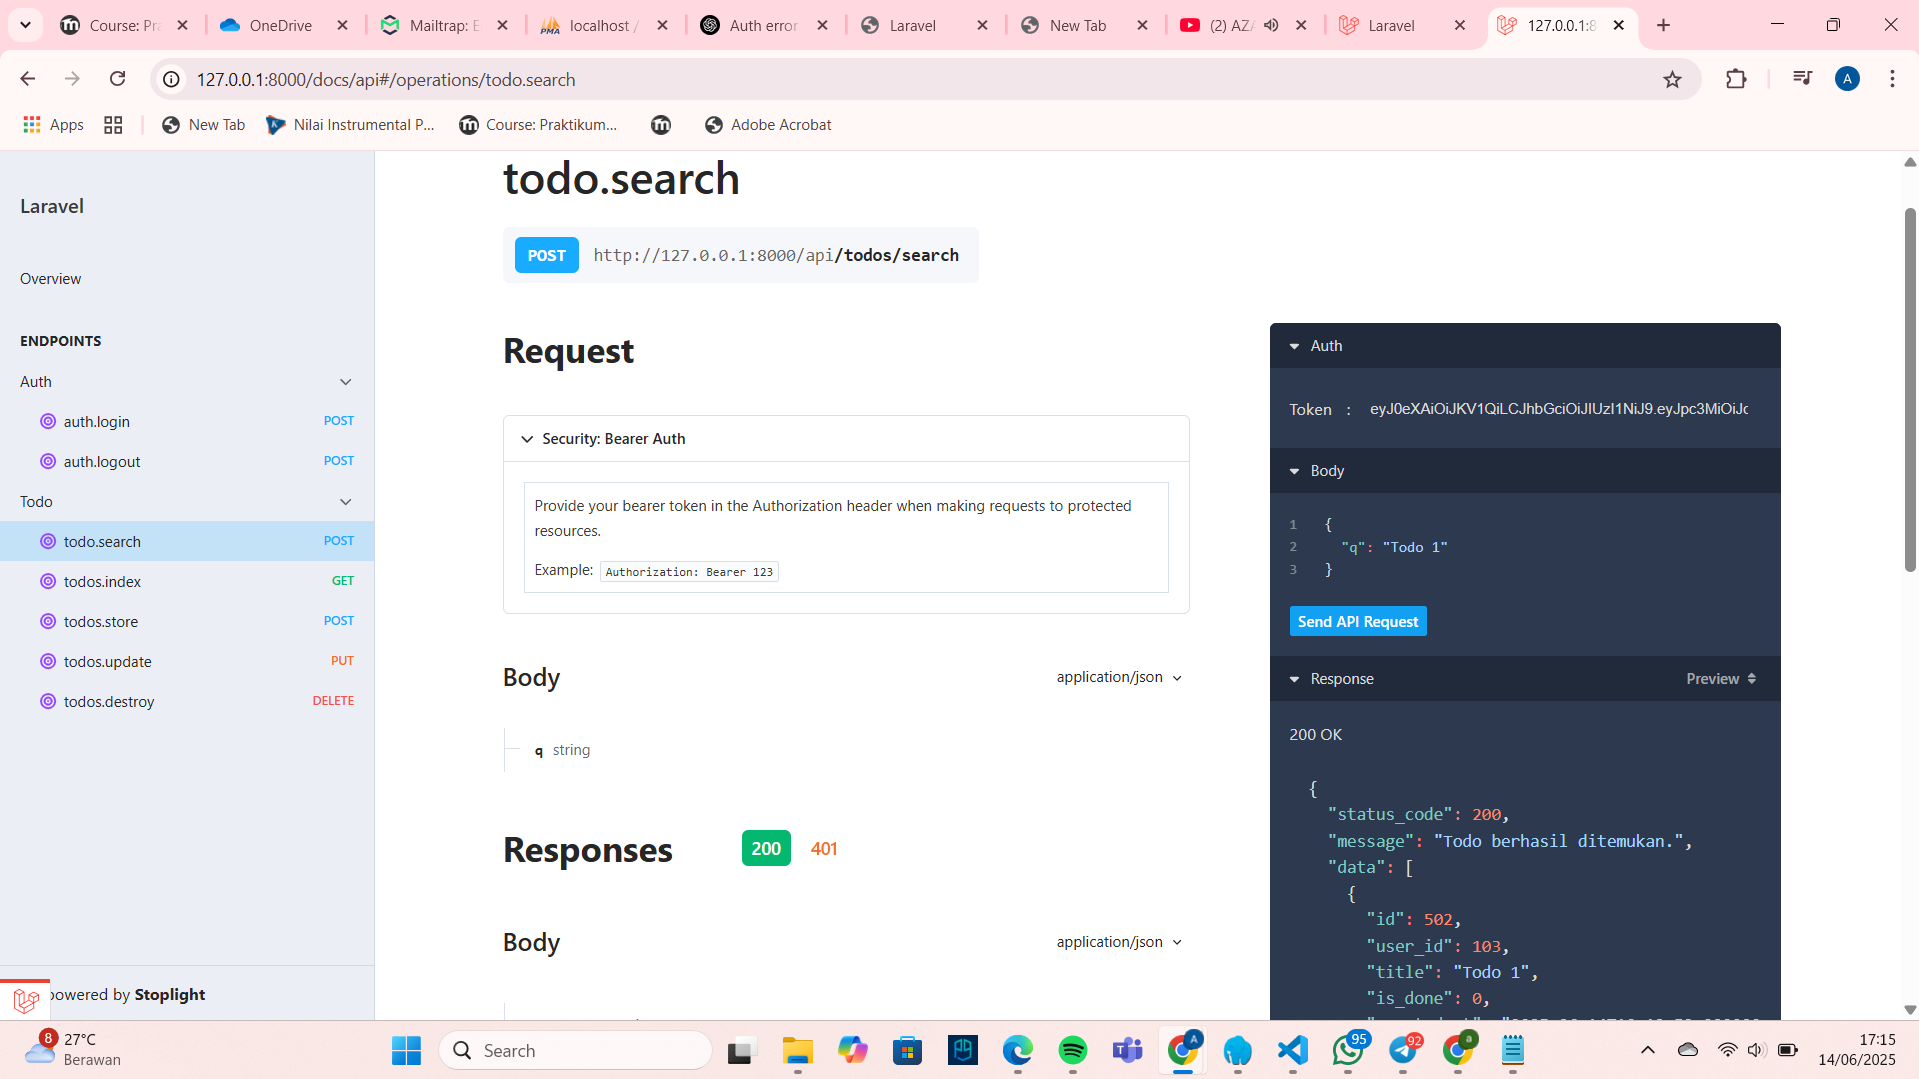 Course: Pra
OneDrive
Mailtrap: E
localhost /
Auth error
Laravel
New Tab
(2) AZA
Laravel
127.0.0.1:8
127.0.0.1:8000/docs/api#/operations/todo.search
A
Apps
New Tab
Nilai Instrumental P...
Course: Praktikum...
Adobe Acrobat
Laravel
Overview
ENDPOINTS
Auth
auth.login POST
auth.logout POST
Todo
todo.search POST
todos.index GET
todos.store POST
todos.update PUT
todos.destroy DELETE
powered by Stoplight
todo.search
POST http://127.0.0.1:8000/api/todos/search
Request
Security: Bearer Auth
Provide your bearer token in the Authorization header when making requests to protected
resources.
Example: Authorization: Bearer 123
Body application/json
q string
Responses 200 401
Body application/json
Auth
Token : eyJ0eXAiOiJKV1QiLCJhbGciOiJIUzI1NiJ9.eyJpc3MiOiJc
Body
1 {
2 "q": "Todo 1"
3 }
Send API Request
Response Preview
200 OK
{
"status_code": 200,
"message": "Todo berhasil ditemukan.",
"data": [
{
"id": 502,
"user_id": 103,
"title": "Todo 1",
"is_done": 0,
8
27°C
Berawan
Search
A
95
92
a
17:15
14/06/2025